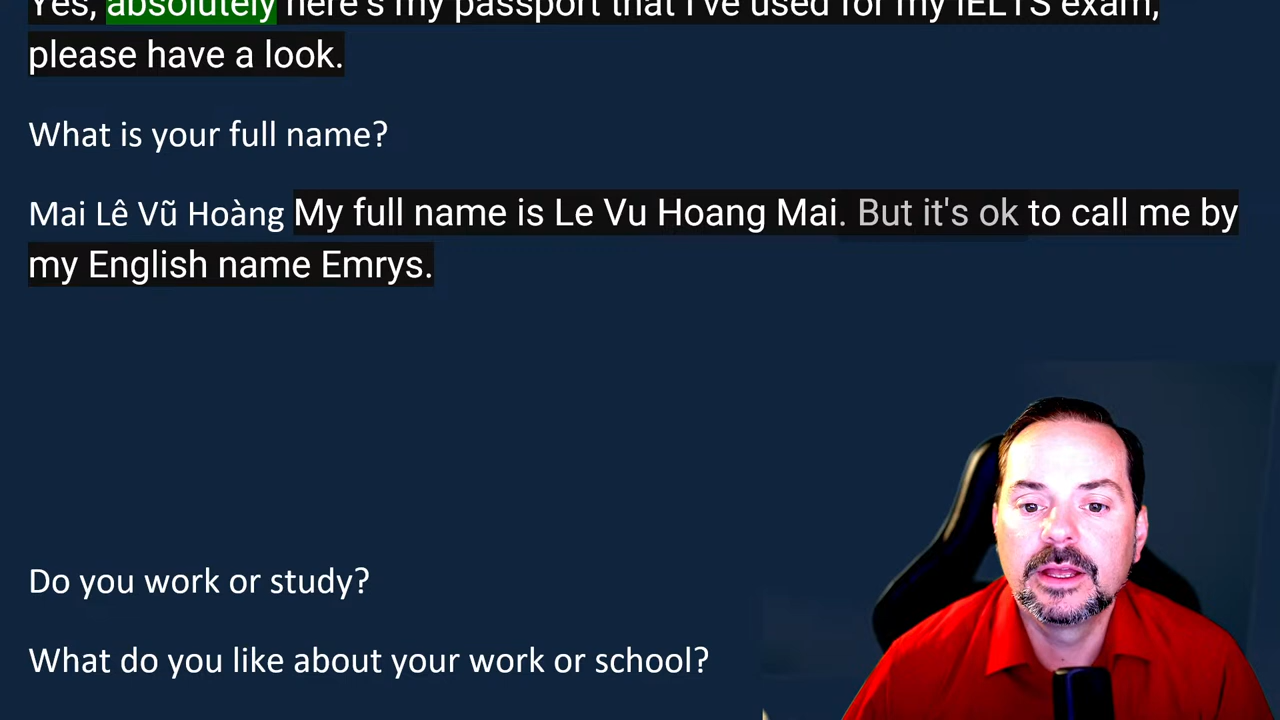 Yes, absolutely here's my passport that I've used for my IELTS exam,
please have a look.
What is your full name?
Mai Lê Vũ Hoàng My full name is Le Vu Hoang Mai. But it's ok to call me by
my English name Emrys.
Do you work or study?
What do you like about your work or school?